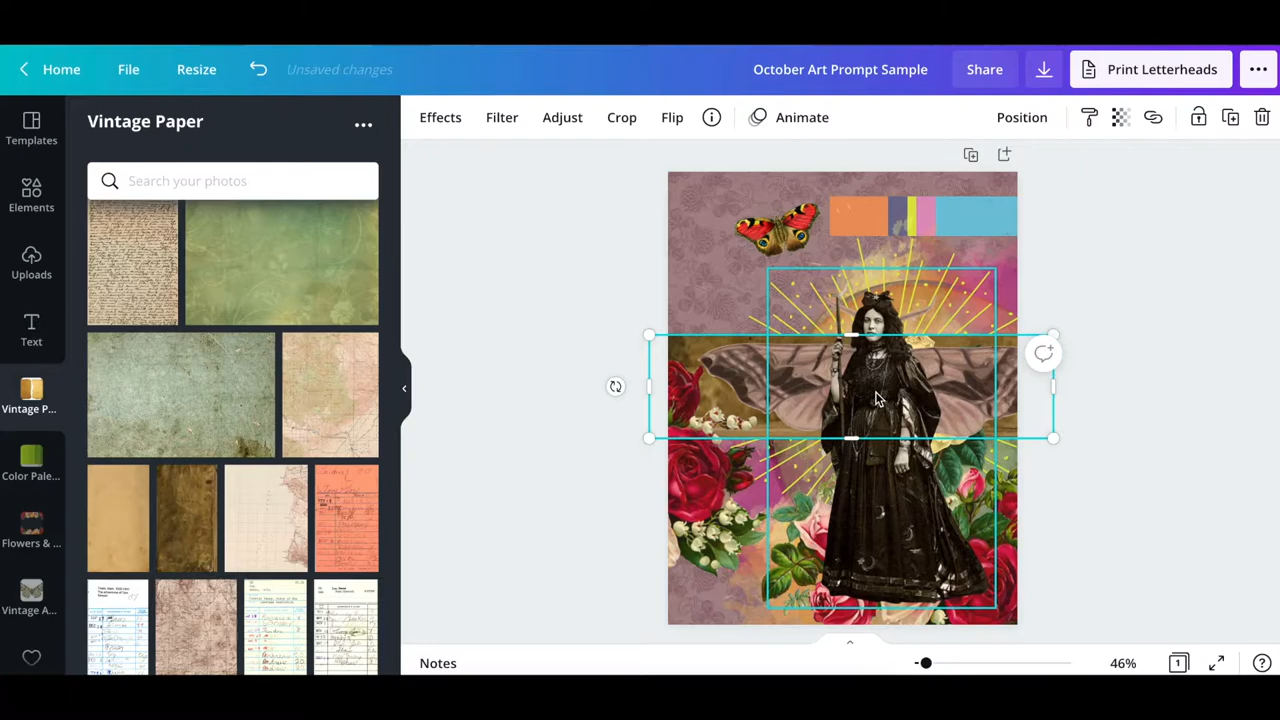 Home File Resize Unsaved changes October Art Prompt Sample Share Print Letterheads
Vintage Paper
Effects Filter Adjust Crop Flip Animate Position
Templates
Search your photos
Elements
Uploads
Text
Vintage P...
Color Pale...
Flowers & ...
Vintage A...
Notes 46% 1